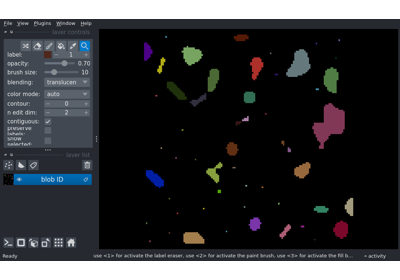 File View Plugins Window Help
layer controls
label: 1
opacity: 0.70
brush size: 10
blending: translucen
color mode: auto
contour: 0
n edit dim: 2
contiguous:
preserve labels:
show selected:
layer list
blob ID
Ready
use <1> for activate the label eraser, use <2> for activate the paint brush, use <3> for activate the fill b...
activity